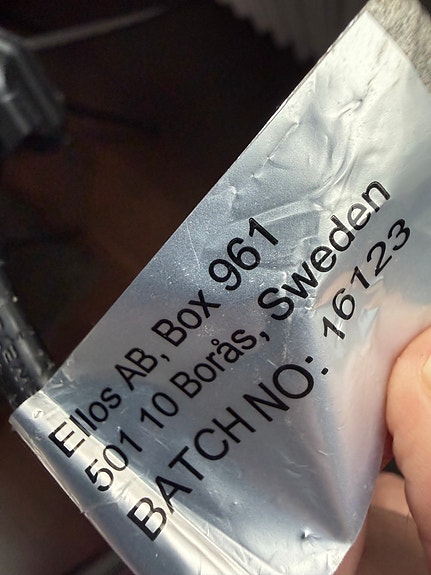 Ellos AB, Box 961
501 10 Borås, Sweden
BATCH NO: 16123